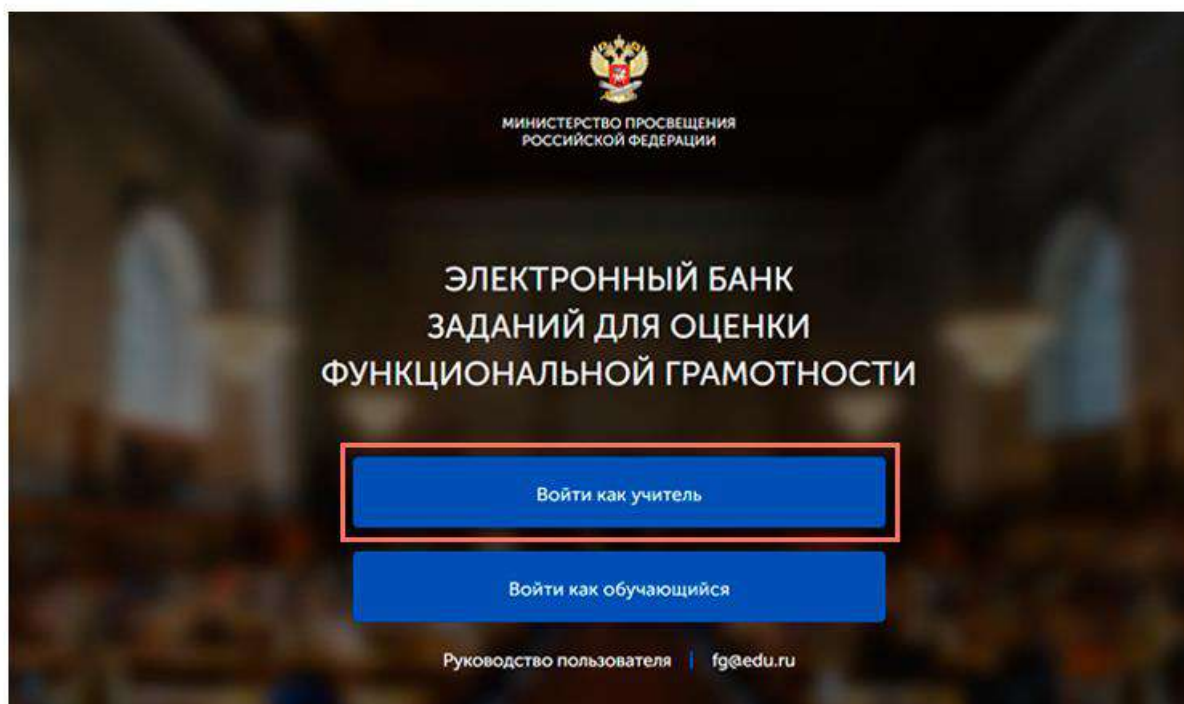 МИНИСТЕРСТВО ПРОСВЕЩЕНИЯ
РОССИЙСКОЙ ФЕДЕРАЦИИ
ЭЛЕКТРОННЫЙ БАНК
ЗАДАНИЙ ДЛЯ ОЦЕНКИ
ФУНКЦИОНАЛЬНОЙ ГРАМОТНОСТИ
Войти как учитель
Войти как обучающийся
Руководство пользователя | fg@edu.ru